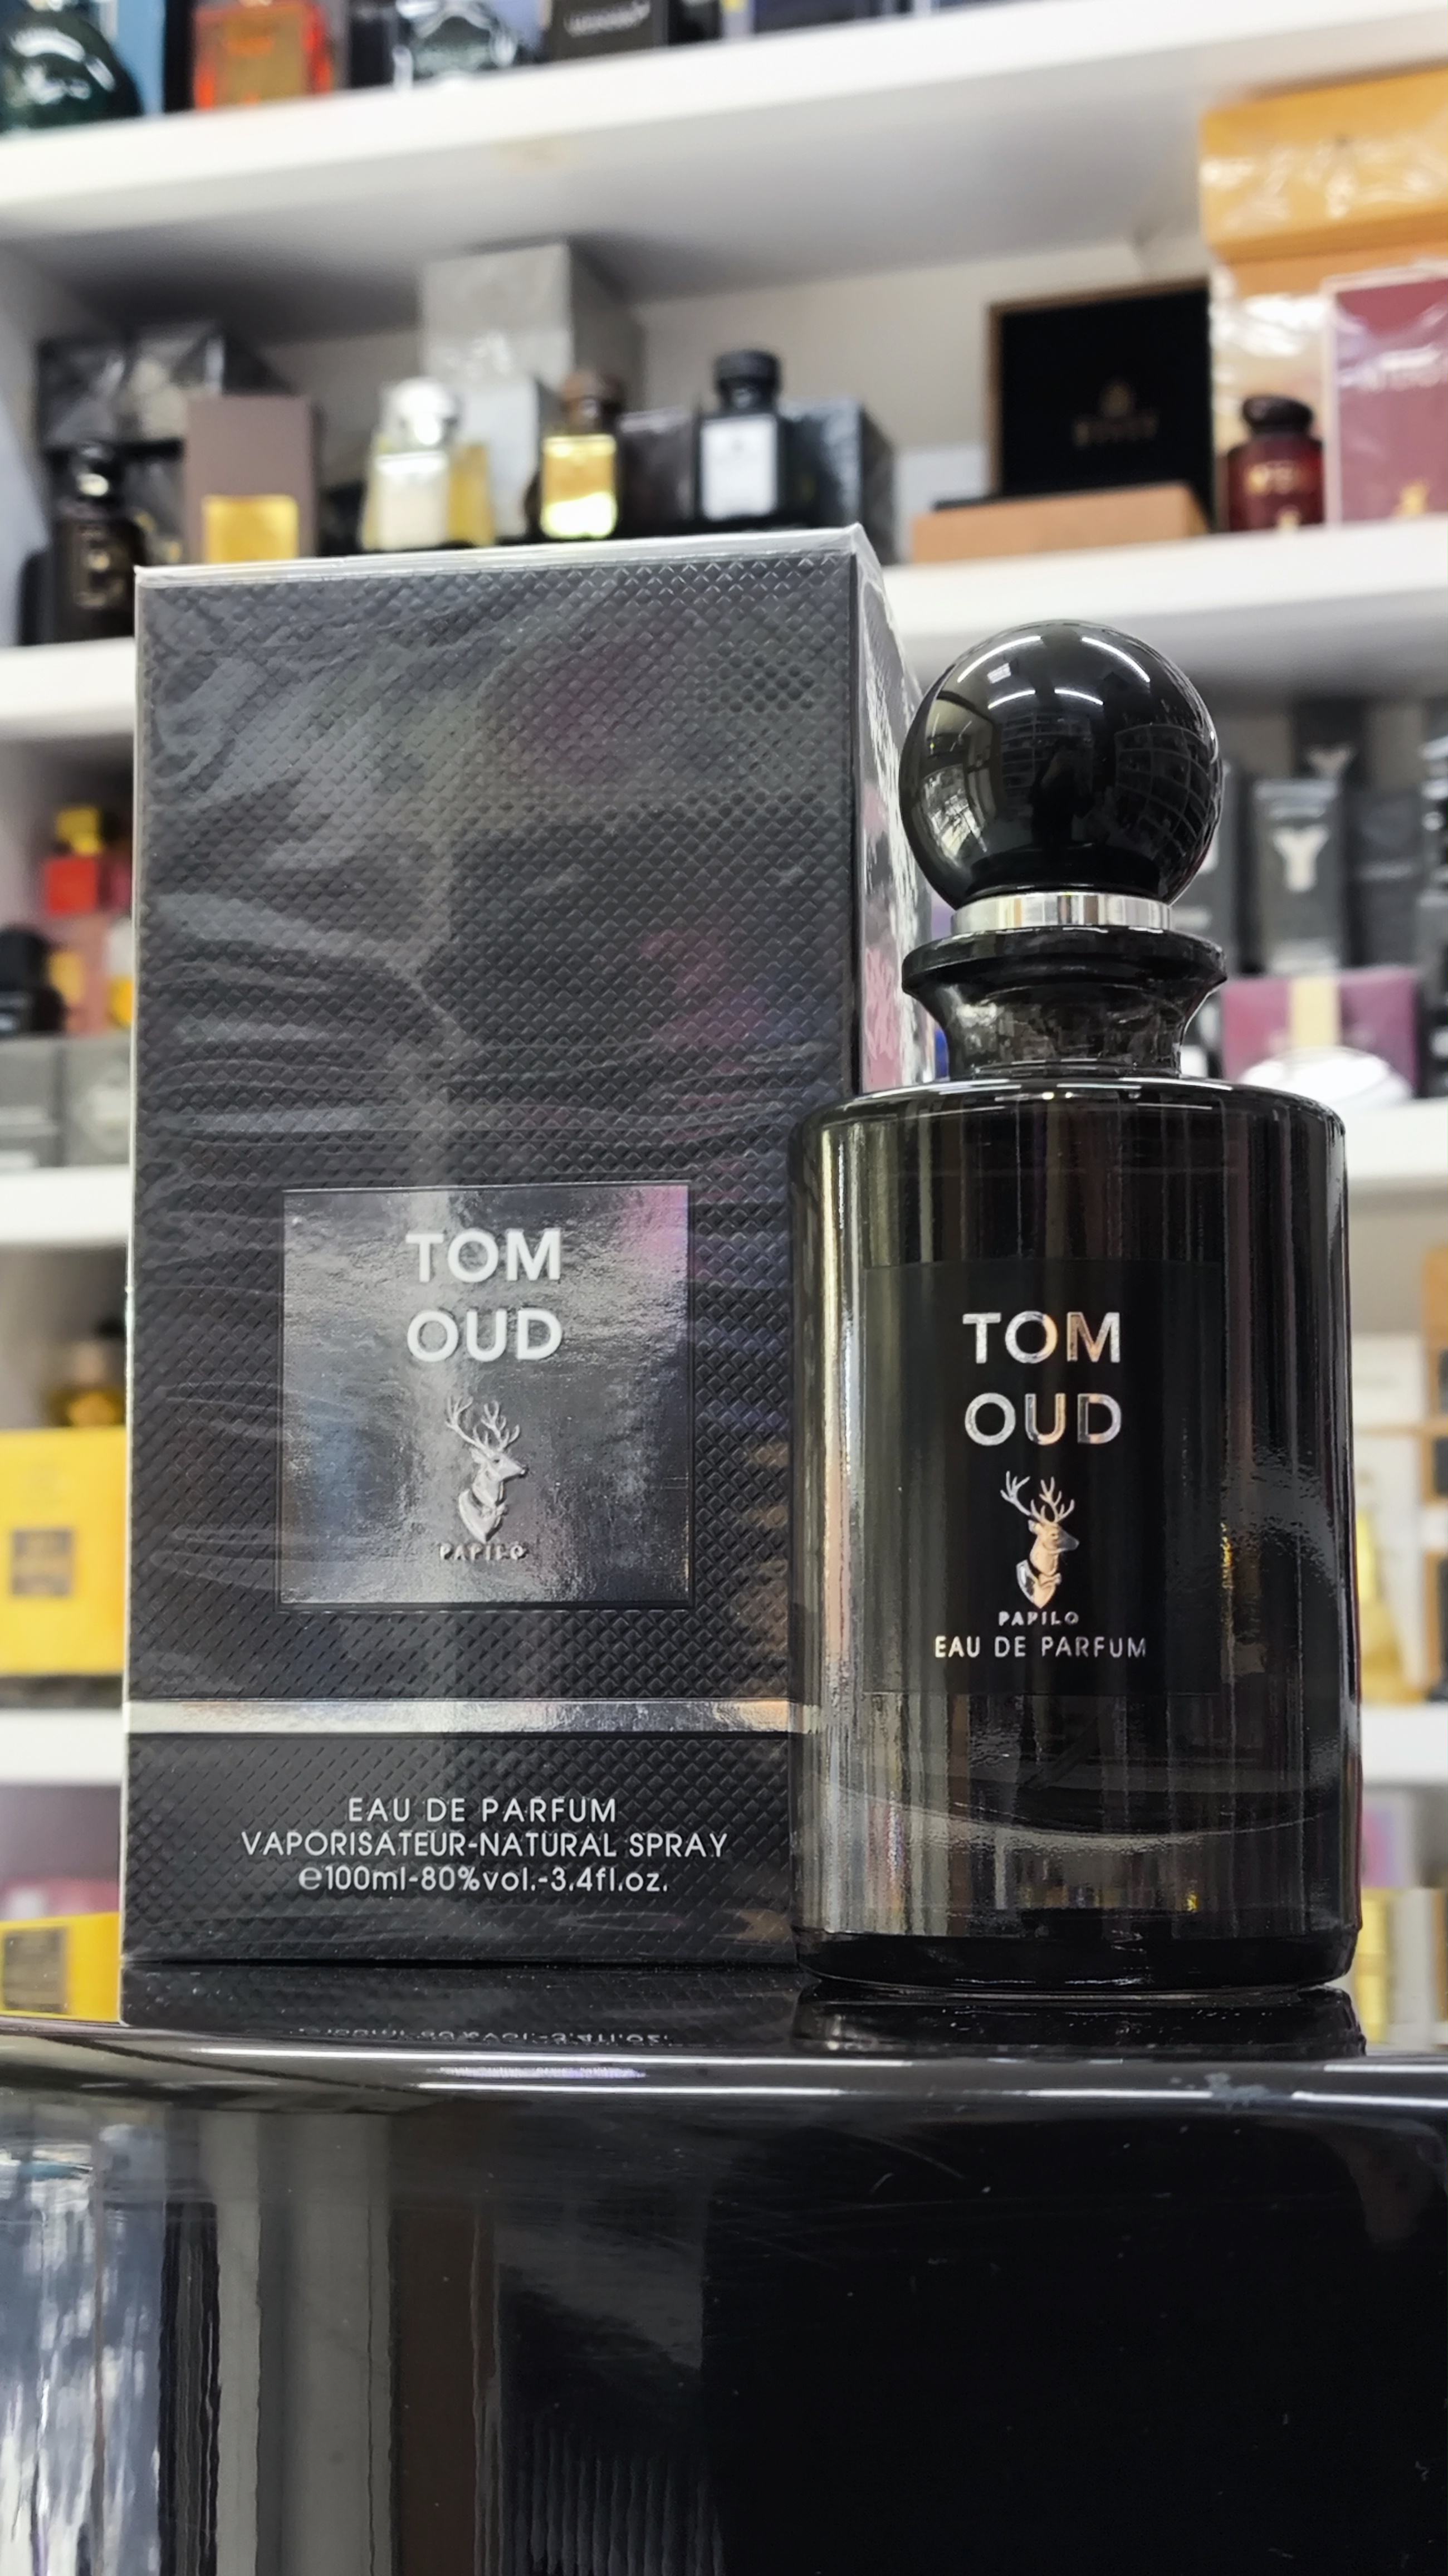 TOM
OUD
PAPILO
EAU DE PARFUM
VAPORISATEUR-NATURAL SPRAY
℮100ml-80%vol.-3.4fl.oz.
TOM
OUD
PAPILO
EAU DE PARFUM